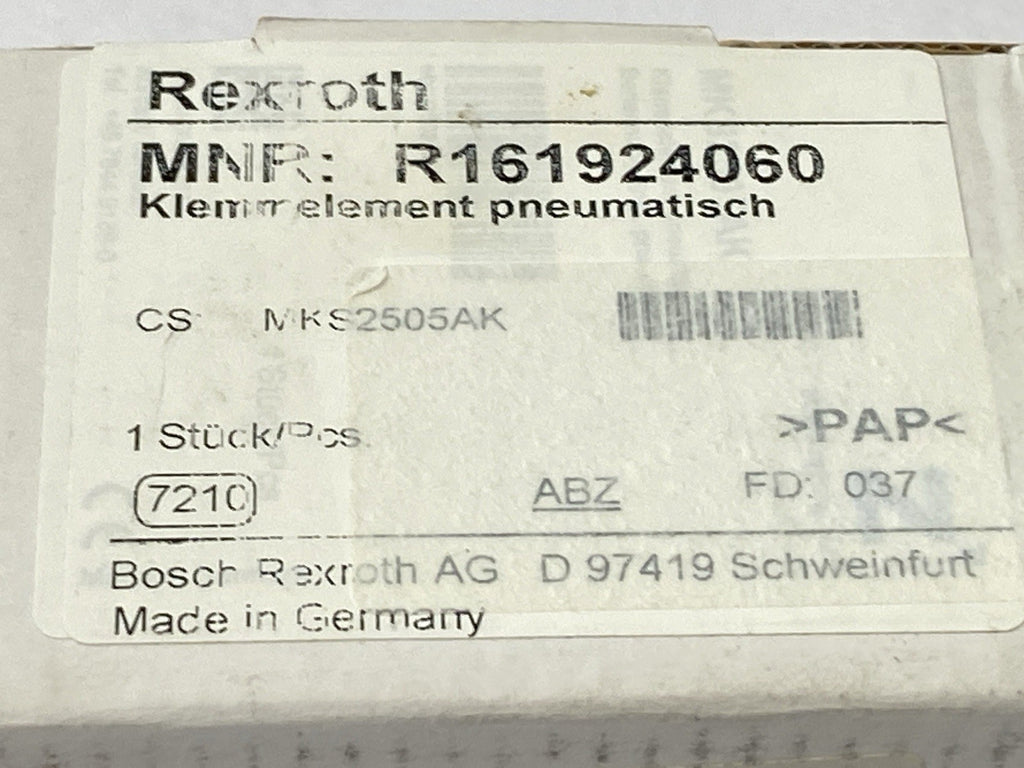 Rexroth
MNR: R161924060
Klemmelement pneumatisch
CS: MKS2505AK
>PAP<
1 Stück/Pcs.
7210 ABZ FD: 037
Bosch Rexroth AG D 97419 Schweinfurt
Made in Germany